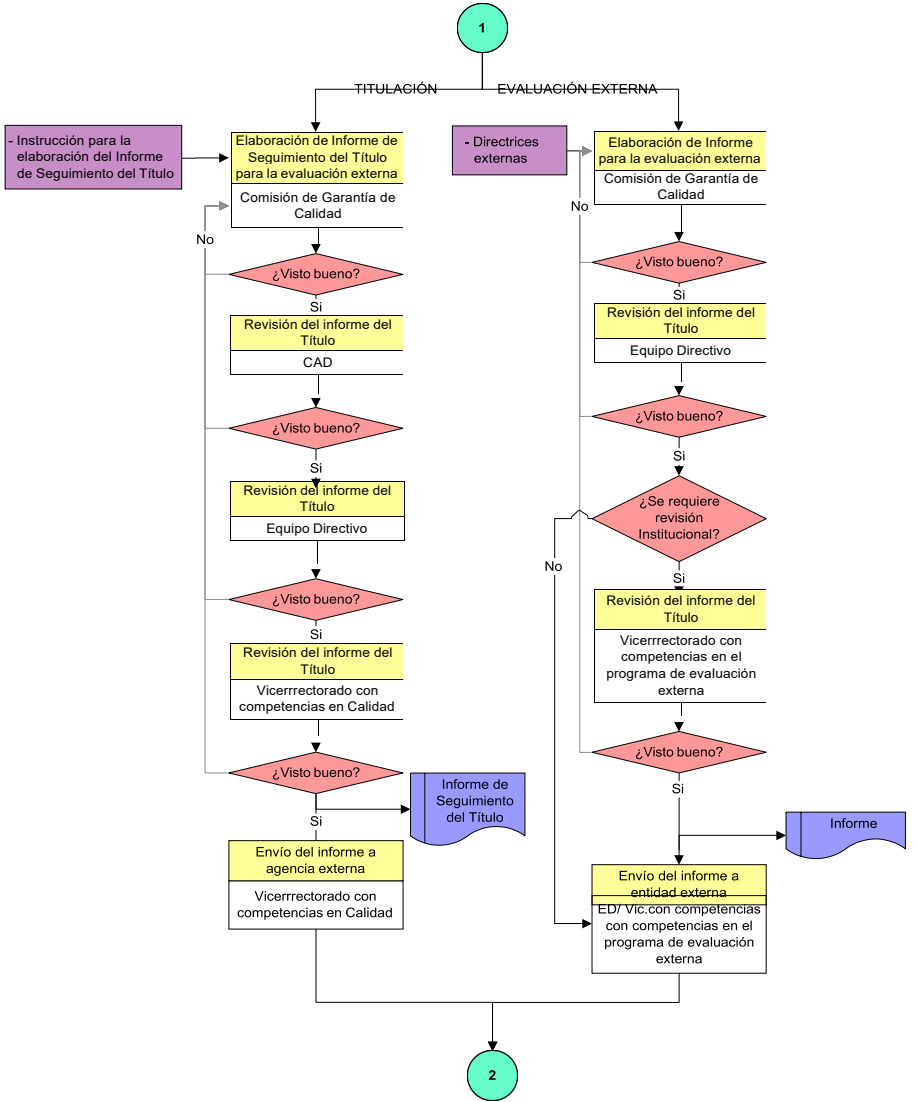 1
TITULACIÓN
EVALUACIÓN EXTERNA
- Instrucción para la
elaboración del Informe
de Seguimiento del Título
Elaboración de Informe de
Seguimiento del Título
para la evaluación externa
Comisión de Garantía de
Calidad
No
¿Visto bueno?
Si
Revisión del informe del
Título
CAD
¿Visto bueno?
Si
Revisión del informe del
Título
Equipo Directivo
¿Visto bueno?
Si
Revisión del informe del
Título
Vicerrrectorado con
competencias en Calidad
¿Visto bueno?
Informe de
Seguimiento
del Título
Si
Envío del informe a
agencia externa
Vicerrrectorado con
competencias en Calidad
- Directrices
externas
Elaboración de Informe
para la evaluación externa
Comisión de Garantía de
Calidad
No
¿Visto bueno?
Si
Revisión del informe del
Título
Equipo Directivo
¿Visto bueno?
Si
¿Se requiere
revisión
Institucional?
No
Si
Revisión del informe del
Título
Vicerrrectorado con
competencias en el
programa de evaluación
externa
¿Visto bueno?
Si
Informe
Envío del informe a
entidad externa
ED/ Vic.con competencias
con competencias en el
programa de evaluación
externa
2